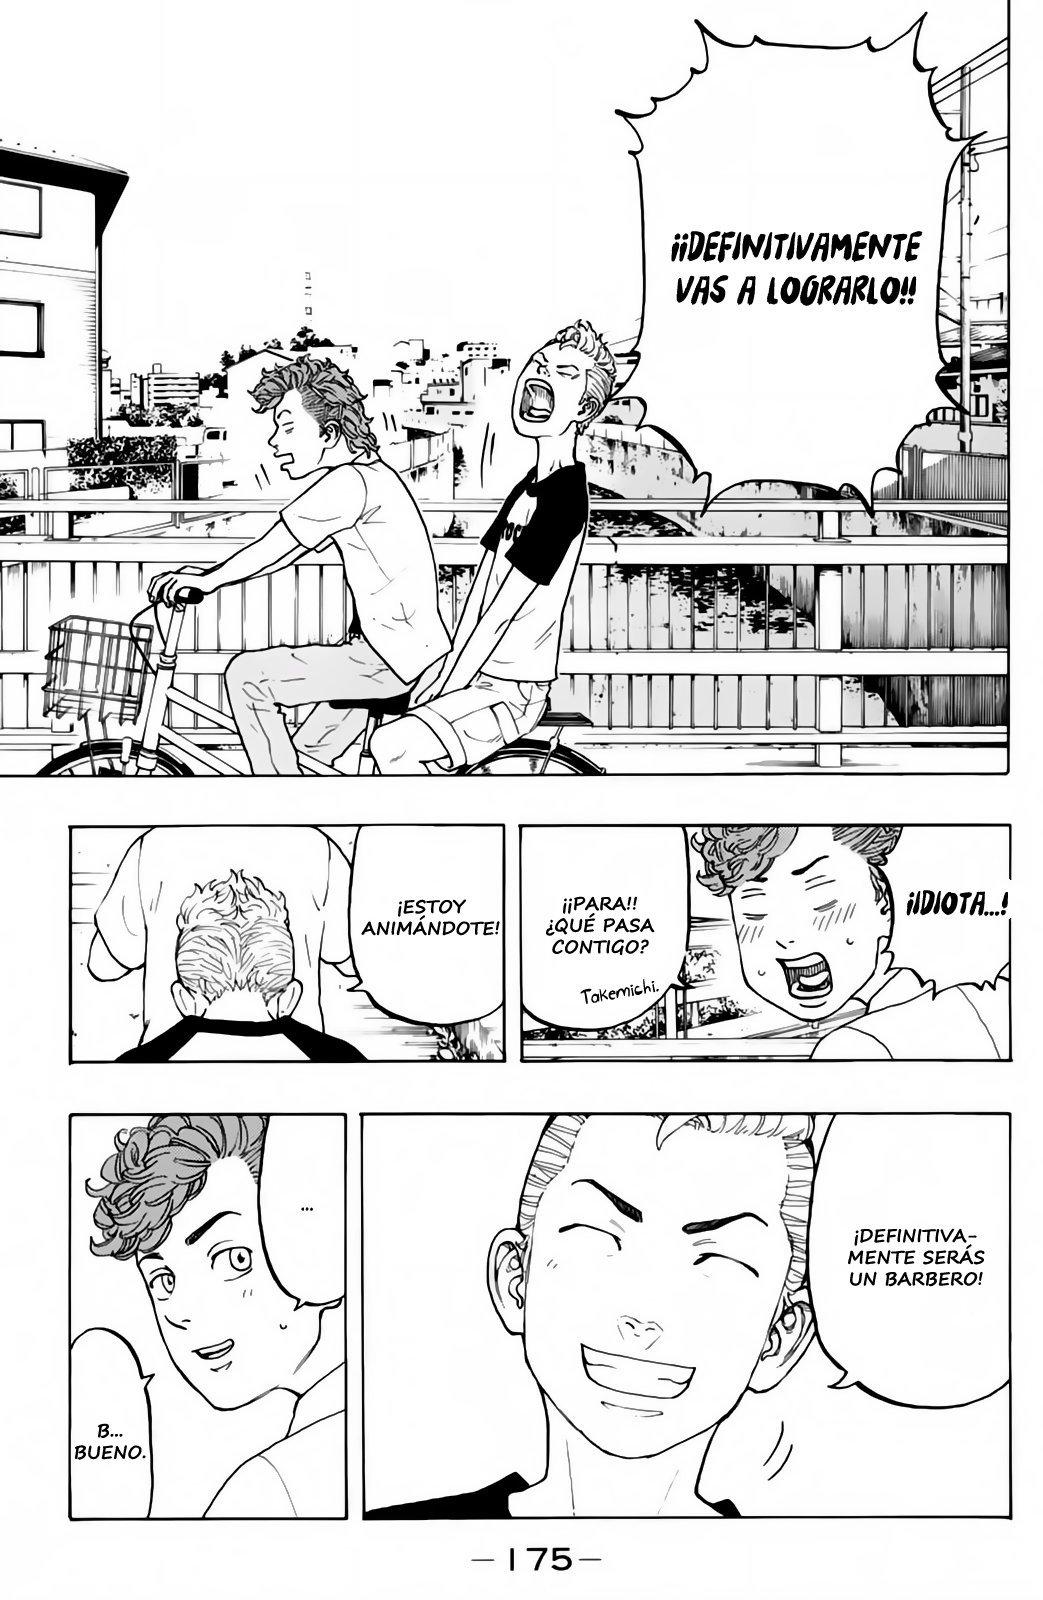 ¡¡DEFINITIVAMENTE
VAS A LOGRARLO!!
¡IDIOTA...!
¡¡PARA!!
¿QUÉ PASA
CONTIGO?
Takemichi.
¡ESTOY
ANIMÁNDOTE!
¡DEFINITIVA-
MENTE SERÁS
UN BARBERO!
...
B...
BUENO.
—175—